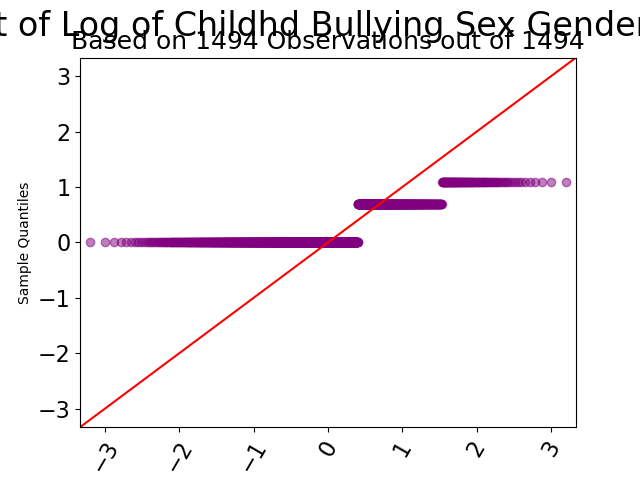 t of Log of Childhd Bullying Sex Gender
Based on 1494 Observations out of 1494
3
2
1
0
−1
−2
−3
Sample Quantiles
−3 −2 −1 0 1 2 3